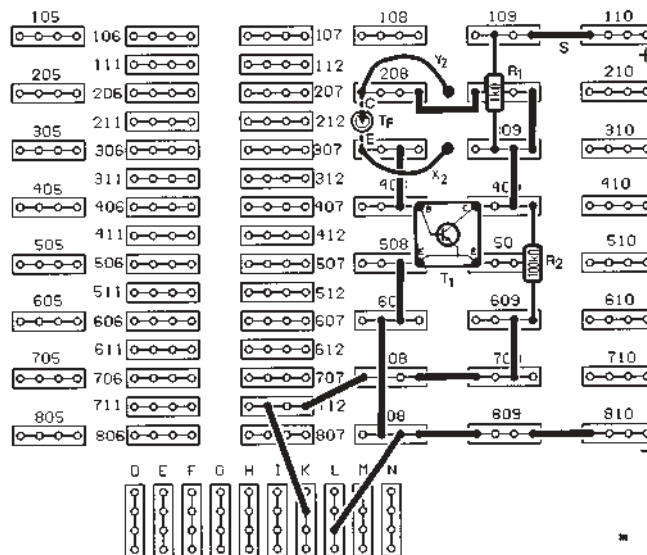 105 106 107 108 109 110
S
111 112 Y2
205 206 207 208 R1 1kΩ 210
C
211 212 TF
E
305 306 307 310
X2
311 312
405 406 407 410
B C
411 412
505 506 507 508 R2 100kΩ 510
T1
511 512
605 606 607 609 610
611 612
705 706 707 710
711
805 806 807 809 810
D E F G H I K L M N